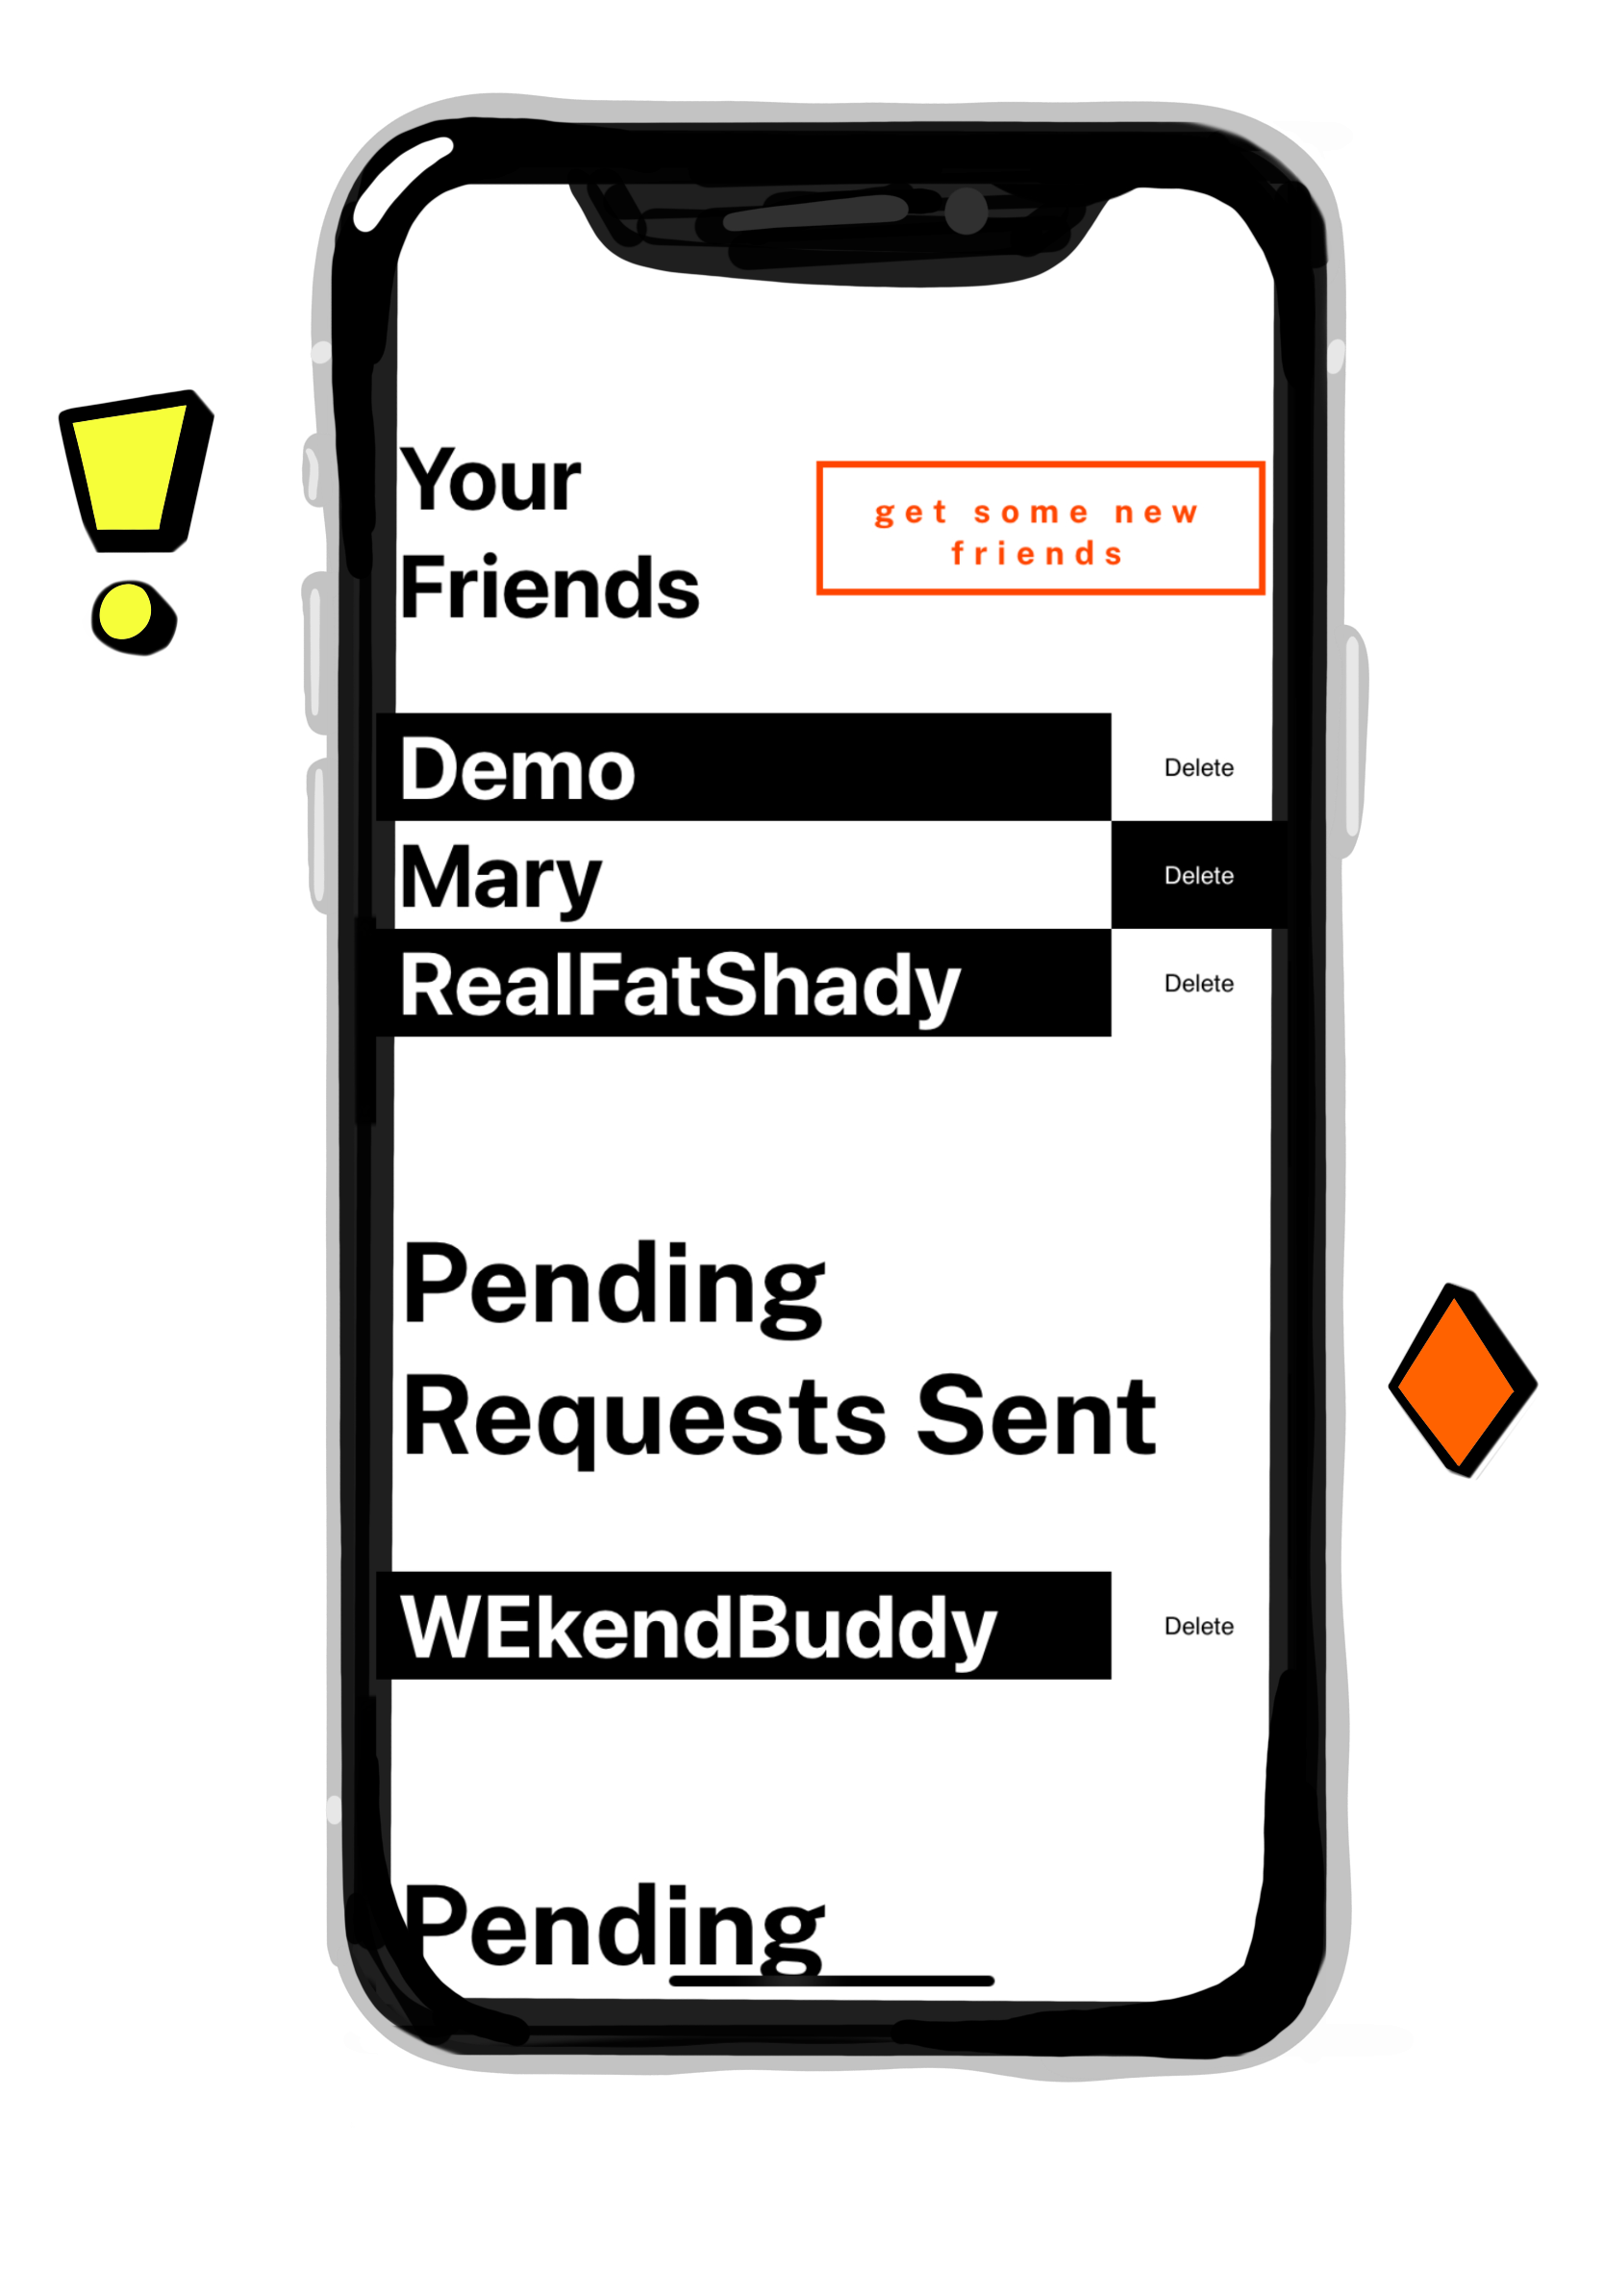 Your
Friends
get some new
friends
Demo
Delete
Mary
Delete
RealFatShady
Delete
Pending
Requests Sent
WEkendBuddy
Delete
Pending